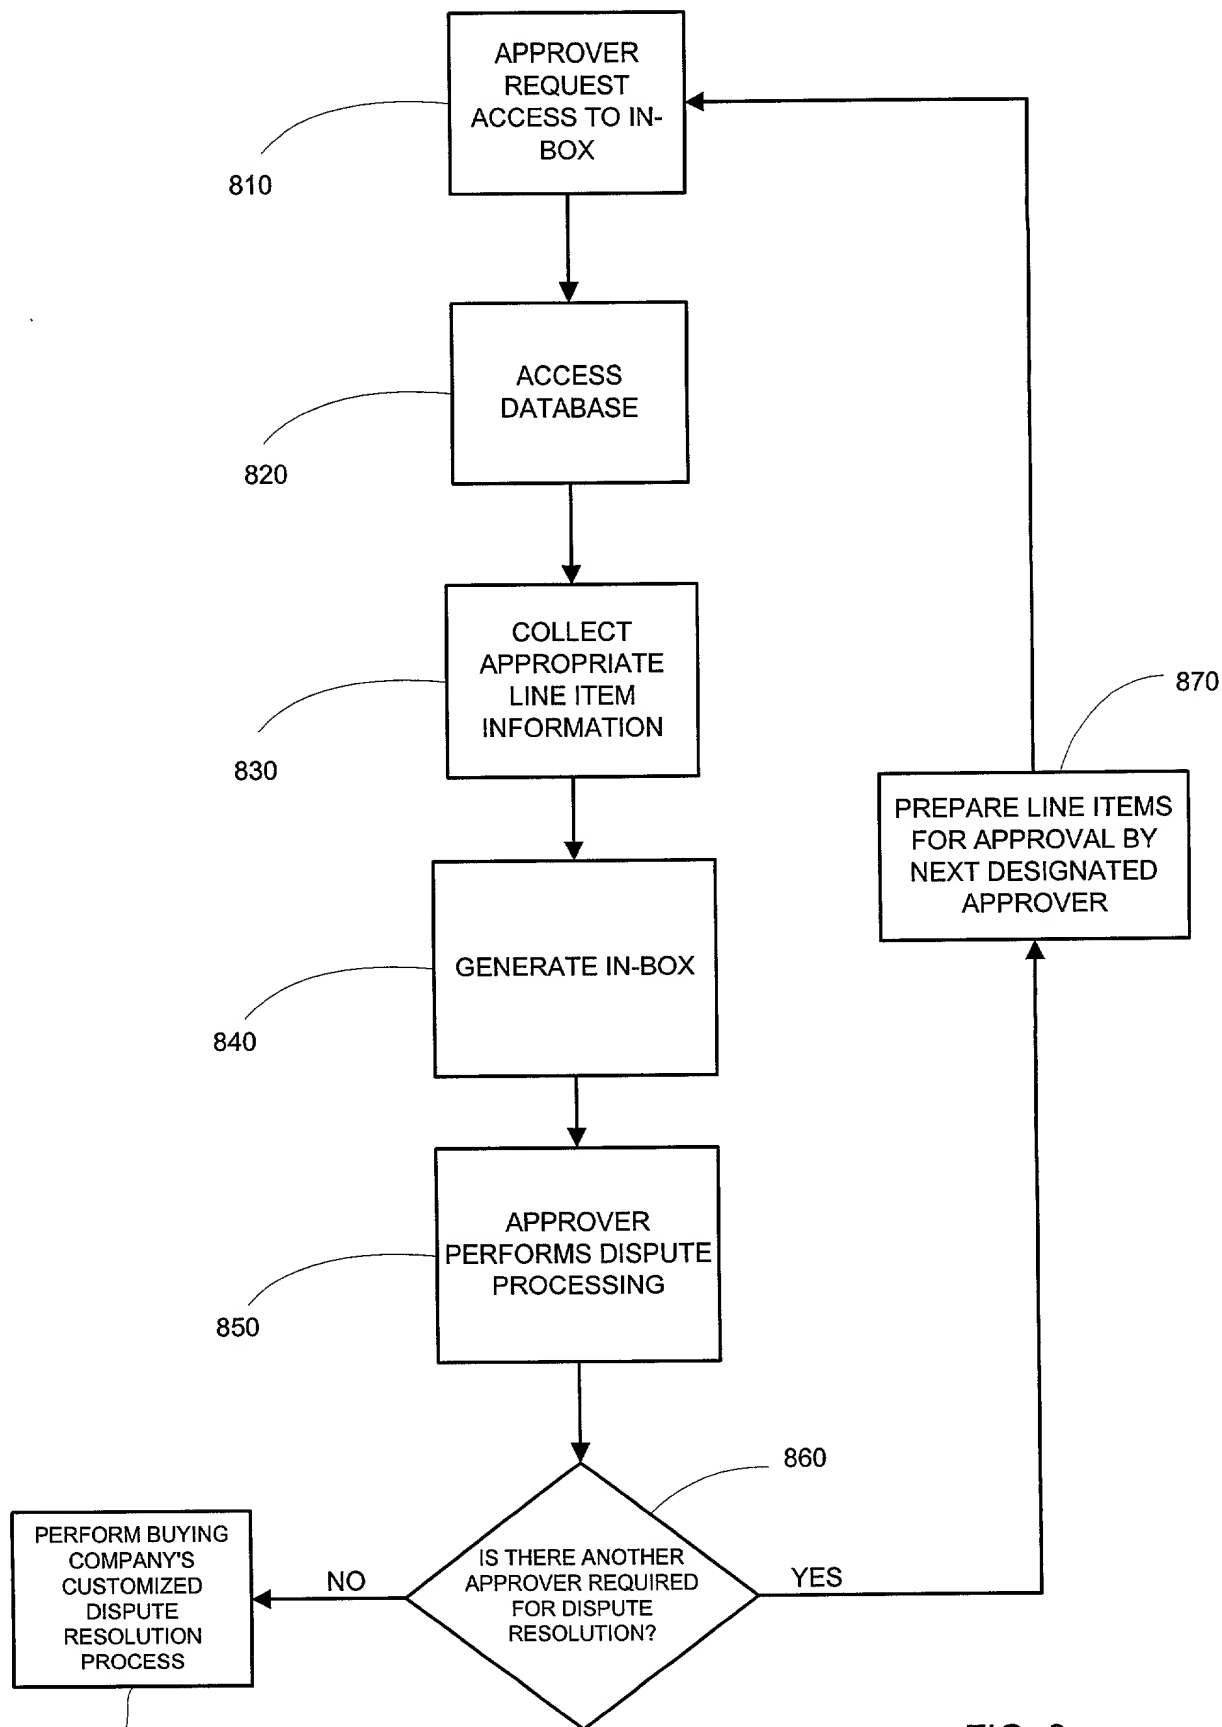 APPROVER
REQUEST
ACCESS TO IN-
BOX
810
ACCESS
DATABASE
820
COLLECT
APPROPRIATE
LINE ITEM
INFORMATION
830
870
PREPARE LINE ITEMS
FOR APPROVAL BY
NEXT DESIGNATED
APPROVER
GENERATE IN-BOX
840
APPROVER
PERFORMS DISPUTE
PROCESSING
850
860
IS THERE ANOTHER
APPROVER REQUIRED
FOR DISPUTE
RESOLUTION?
NO
YES
PERFORM BUYING
COMPANY'S
CUSTOMIZED
DISPUTE
RESOLUTION
PROCESS